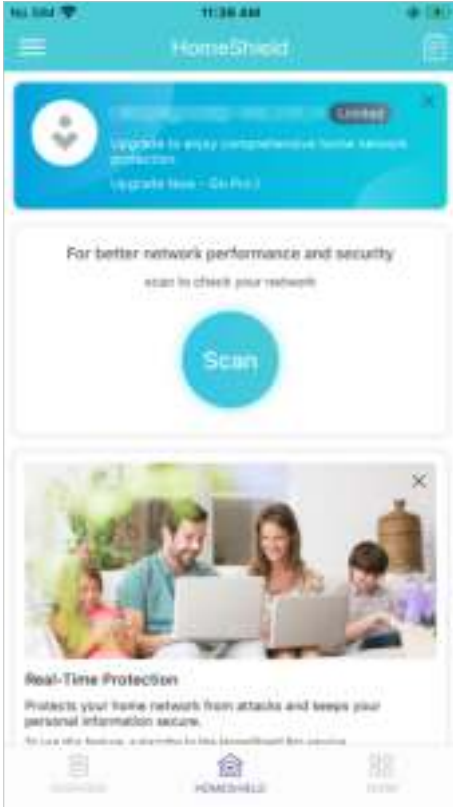 No SIM 11:36 AM
HomeShield
Limited
Upgrade to enjoy comprehensive home network
protection.
Upgrade Now - Go Pro
For better network performance and security
scan to check your network
Scan
Real-Time Protection
Protects your home network from attacks and keeps your
personal information secure.
HOMESHIELD